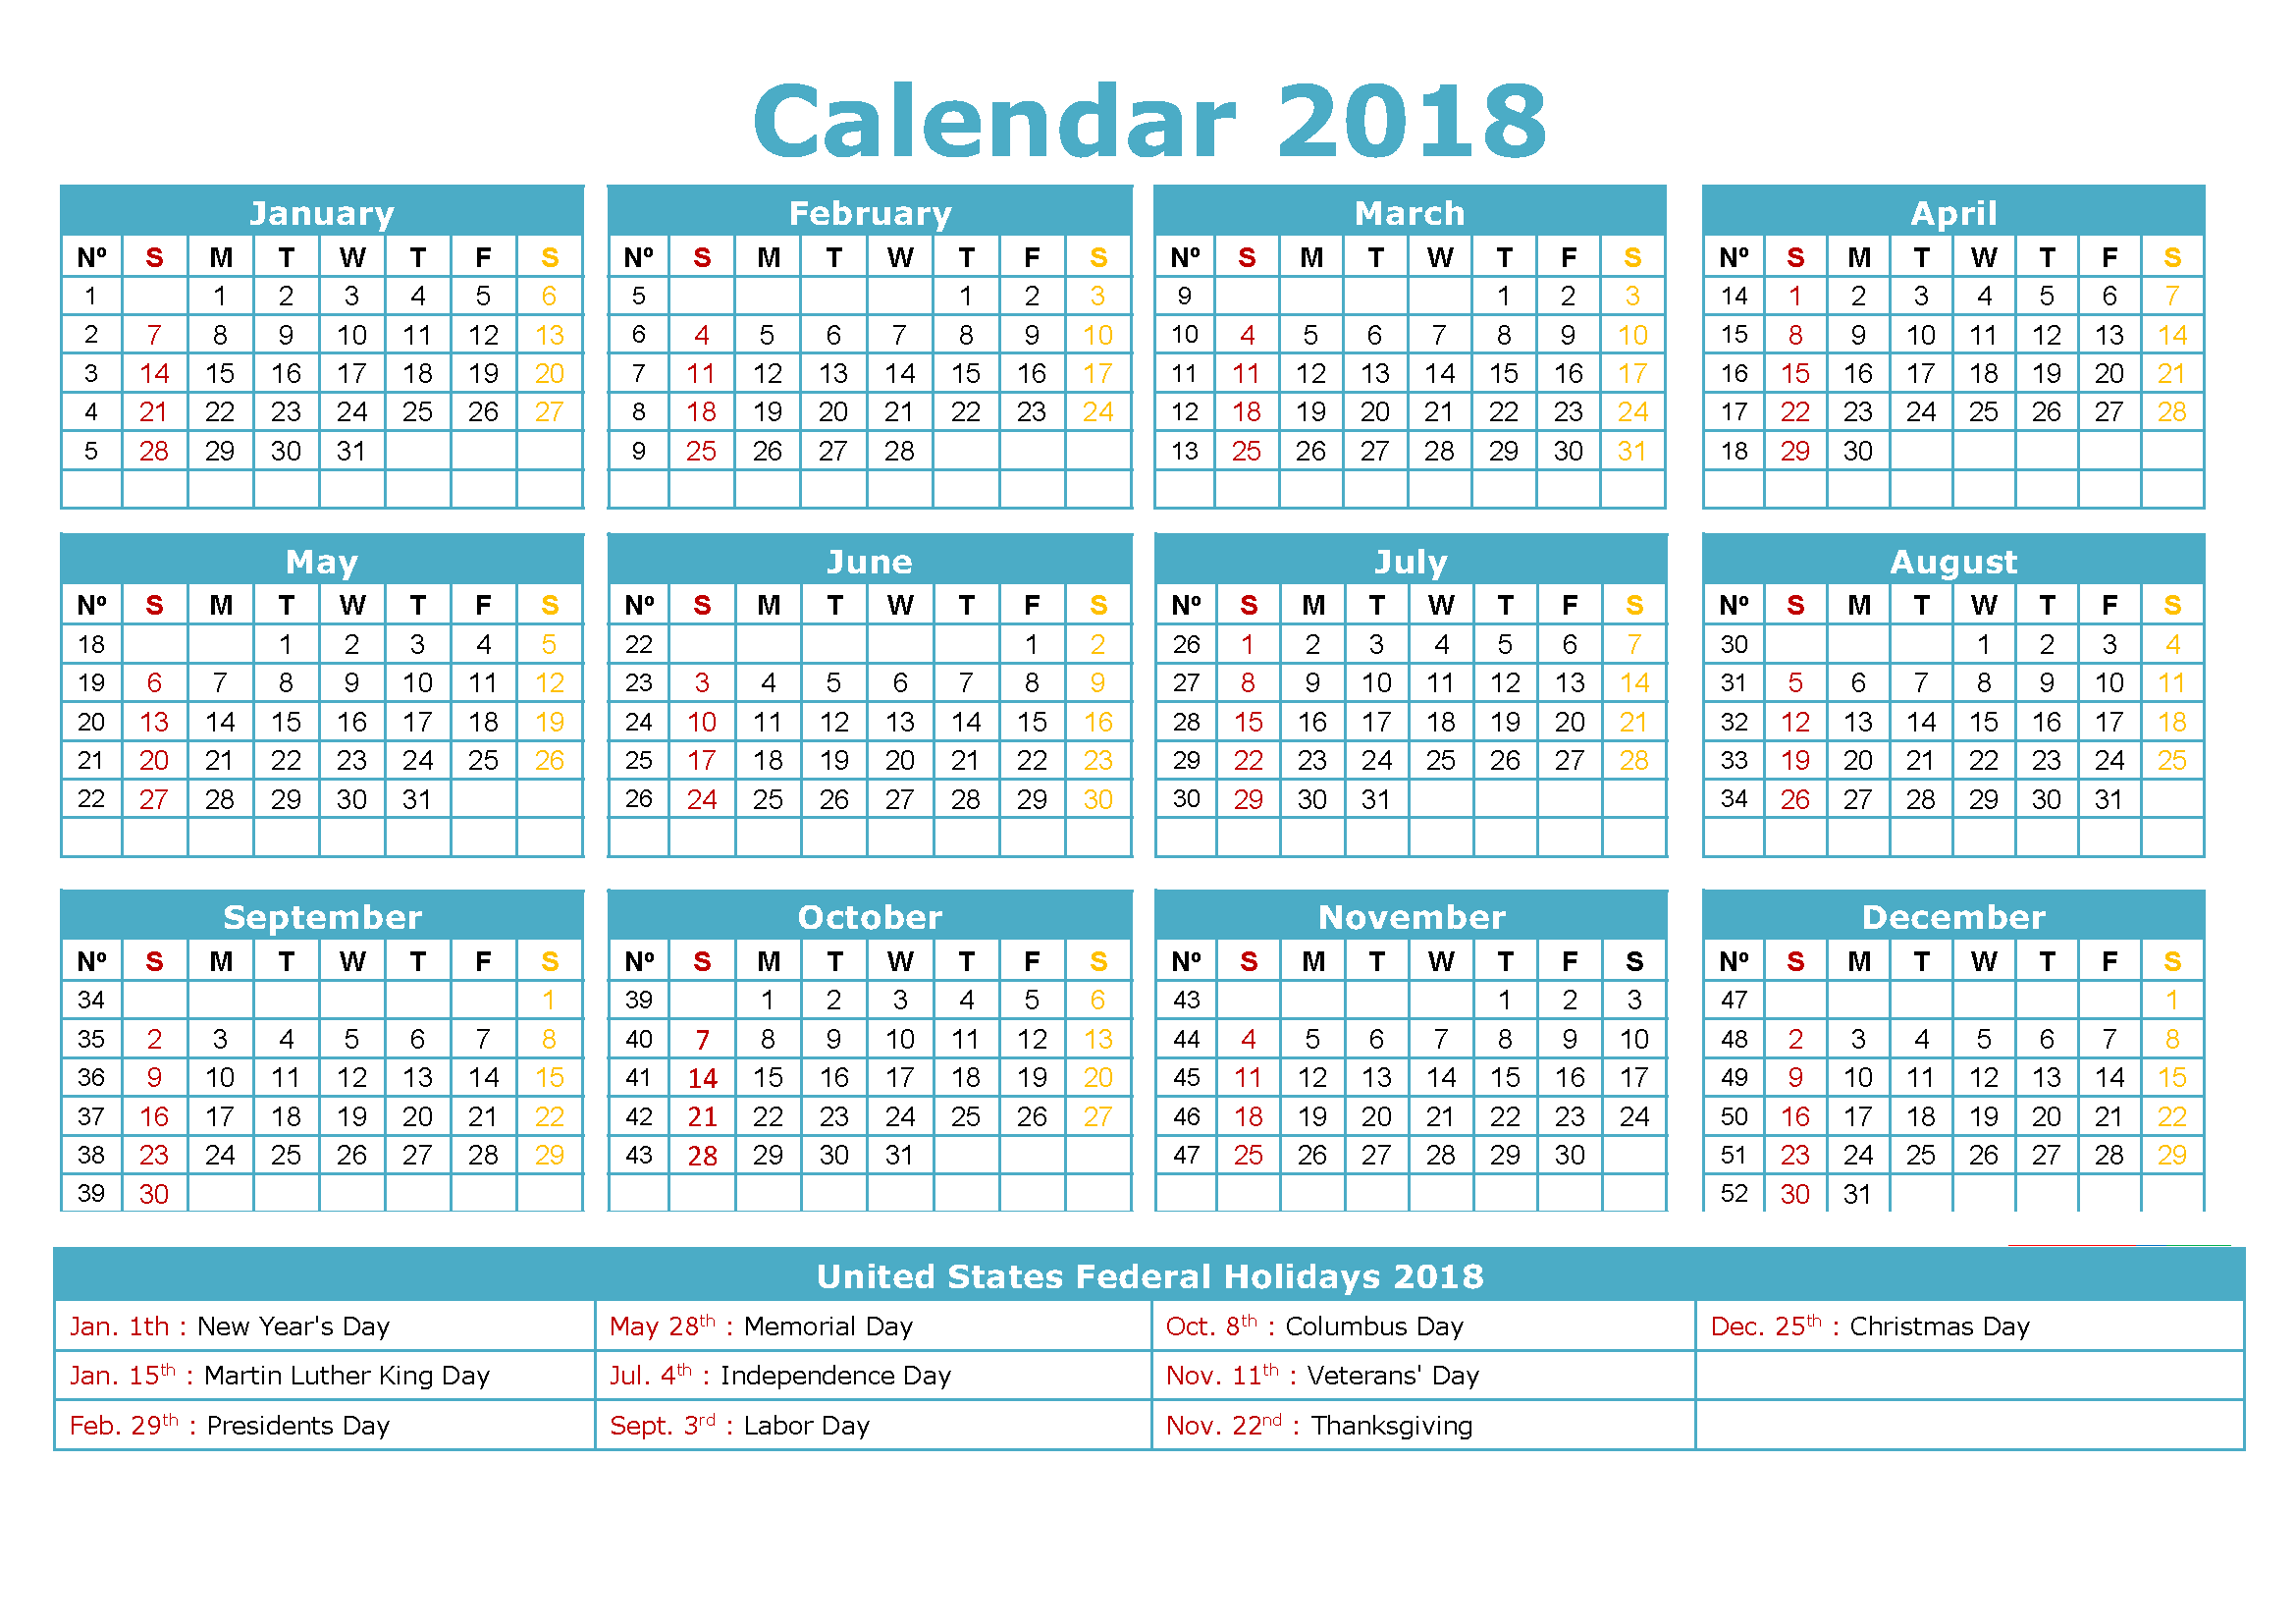 Calendar 2018
January February March April
Nº S M T W T F S Nº S M T W T F S Nº S M T W T F S Nº S M T W T F S
1 1 2 3 4 5 6 5 1 2 3 9 1 2 3 14 1 2 3 4 5 6 7
2 7 8 9 10 11 12 13 6 4 5 6 7 8 9 10 10 4 5 6 7 8 9 10 15 8 9 10 11 12 13 14
3 14 15 16 17 18 19 20 7 11 12 13 14 15 16 17 11 11 12 13 14 15 16 17 16 15 16 17 18 19 20 21
4 21 22 23 24 25 26 27 8 18 19 20 21 22 23 24 12 18 19 20 21 22 23 24 17 22 23 24 25 26 27 28
5 28 29 30 31 9 25 26 27 28 13 25 26 27 28 29 30 31 18 29 30
May June July August
Nº S M T W T F S Nº S M T W T F S Nº S M T W T F S Nº S M T W T F S
18 1 2 3 4 5 22 1 2 26 1 2 3 4 5 6 7 30 1 2 3 4
19 6 7 8 9 10 11 12 23 3 4 5 6 7 8 9 27 8 9 10 11 12 13 14 31 5 6 7 8 9 10 11
20 13 14 15 16 17 18 19 24 10 11 12 13 14 15 16 28 15 16 17 18 19 20 21 32 12 13 14 15 16 17 18
21 20 21 22 23 24 25 26 25 17 18 19 20 21 22 23 29 22 23 24 25 26 27 28 33 19 20 21 22 23 24 25
22 27 28 29 30 31 26 24 25 26 27 28 29 30 30 29 30 31 34 26 27 28 29 30 31
September October November December
Nº S M T W T F S Nº S M T W T F S Nº S M T W T F S Nº S M T W T F S
34 1 39 1 2 3 4 5 6 43 1 2 3 47 1
35 2 3 4 5 6 7 8 40 7 8 9 10 11 12 13 44 4 5 6 7 8 9 10 48 2 3 4 5 6 7 8
36 9 10 11 12 13 14 15 41 14 15 16 17 18 19 20 45 11 12 13 14 15 16 17 49 9 10 11 12 13 14 15
37 16 17 18 19 20 21 22 42 21 22 23 24 25 26 27 46 18 19 20 21 22 23 24 50 16 17 18 19 20 21 22
38 23 24 25 26 27 28 29 43 28 29 30 31 47 25 26 27 28 29 30 51 23 24 25 26 27 28 29
39 30 52 30 31
United States Federal Holidays 2018
Jan. 1th : New Year's Day May 28th : Memorial Day Oct. 8th : Columbus Day Dec. 25th : Christmas Day
Jan. 15th : Martin Luther King Day Jul. 4th : Independence Day Nov. 11th : Veterans' Day
Feb. 29th : Presidents Day Sept. 3rd : Labor Day Nov. 22nd : Thanksgiving